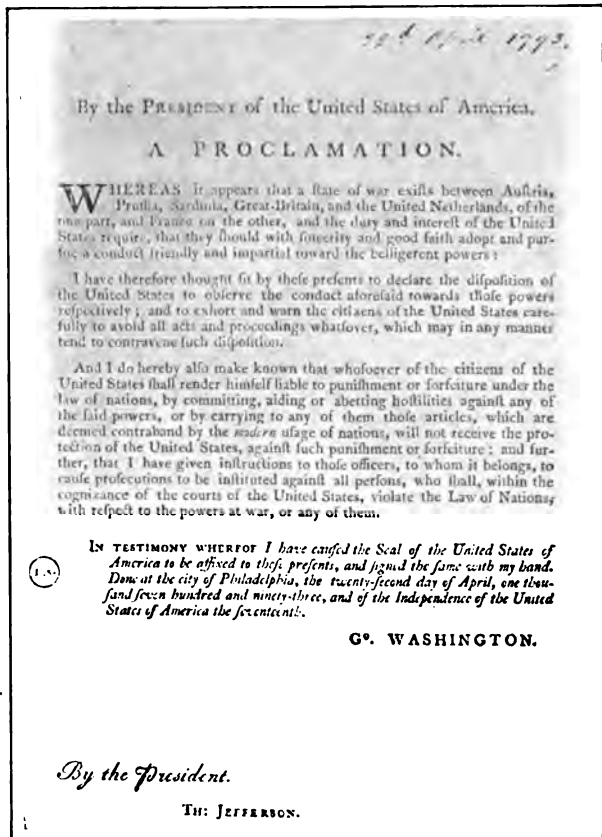 22d April 1793.
By the PRESIDENT of the United States of America.
A PROCLAMATION.
WHEREAS it appears that a ſtate of war exiſts between Auſtria,
Pruſſia, Sardinia, Great-Britain, and the United Netherlands, of the
one part, and France on the other, and the duty and intereſt of the United
States require, that they ſhould with ſincerity and good faith adopt and pur-
ſue a conduct friendly and impartial toward the belligerent powers:
I have therefore thought fit by theſe preſents to declare the diſpoſition of
the United States to obſerve the conduct aforeſaid towards thoſe powers
reſpectively; and to exhort and warn the citizens of the United States care-
fully to avoid all acts and proceedings whatſover, which may in any manner
tend to contravene ſuch diſpoſition.
And I do hereby alſo make known that whoſoever of the citizens of the
United States ſhall render himſelf liable to puniſhment or forfeiture under the
law of nations, by committing, aiding or abetting hoſtilities againſt any of
the ſaid powers, or by carrying to any of them thoſe articles, which are
deemed contraband by the modern uſage of nations, will not receive the pro-
tection of the United States, againſt ſuch puniſhment or forfeiture: and fur-
ther, that I have given inſtructions to thoſe officers, to whom it belongs, to
cauſe proſecutions to be inſtituted againſt all perſons, who ſhall, within the
cognizance of the courts of the United States, violate the Law of Nations,
with reſpect to the powers at war, or any of them.
IN TESTIMONY WHEREOF I have cauſed the Seal of the United States of
America to be affixed to theſe preſents, and ſigned the ſame with my hand.
Done at the city of Philadelphia, the twenty-ſecond day of April, one thou-
ſand ſeven hundred and ninety-three, and of the Independence of the United
States of America the ſeventeenth.
(L.S.)
Gº. WASHINGTON.
By the Preſident.
TH: JEFFERSON.